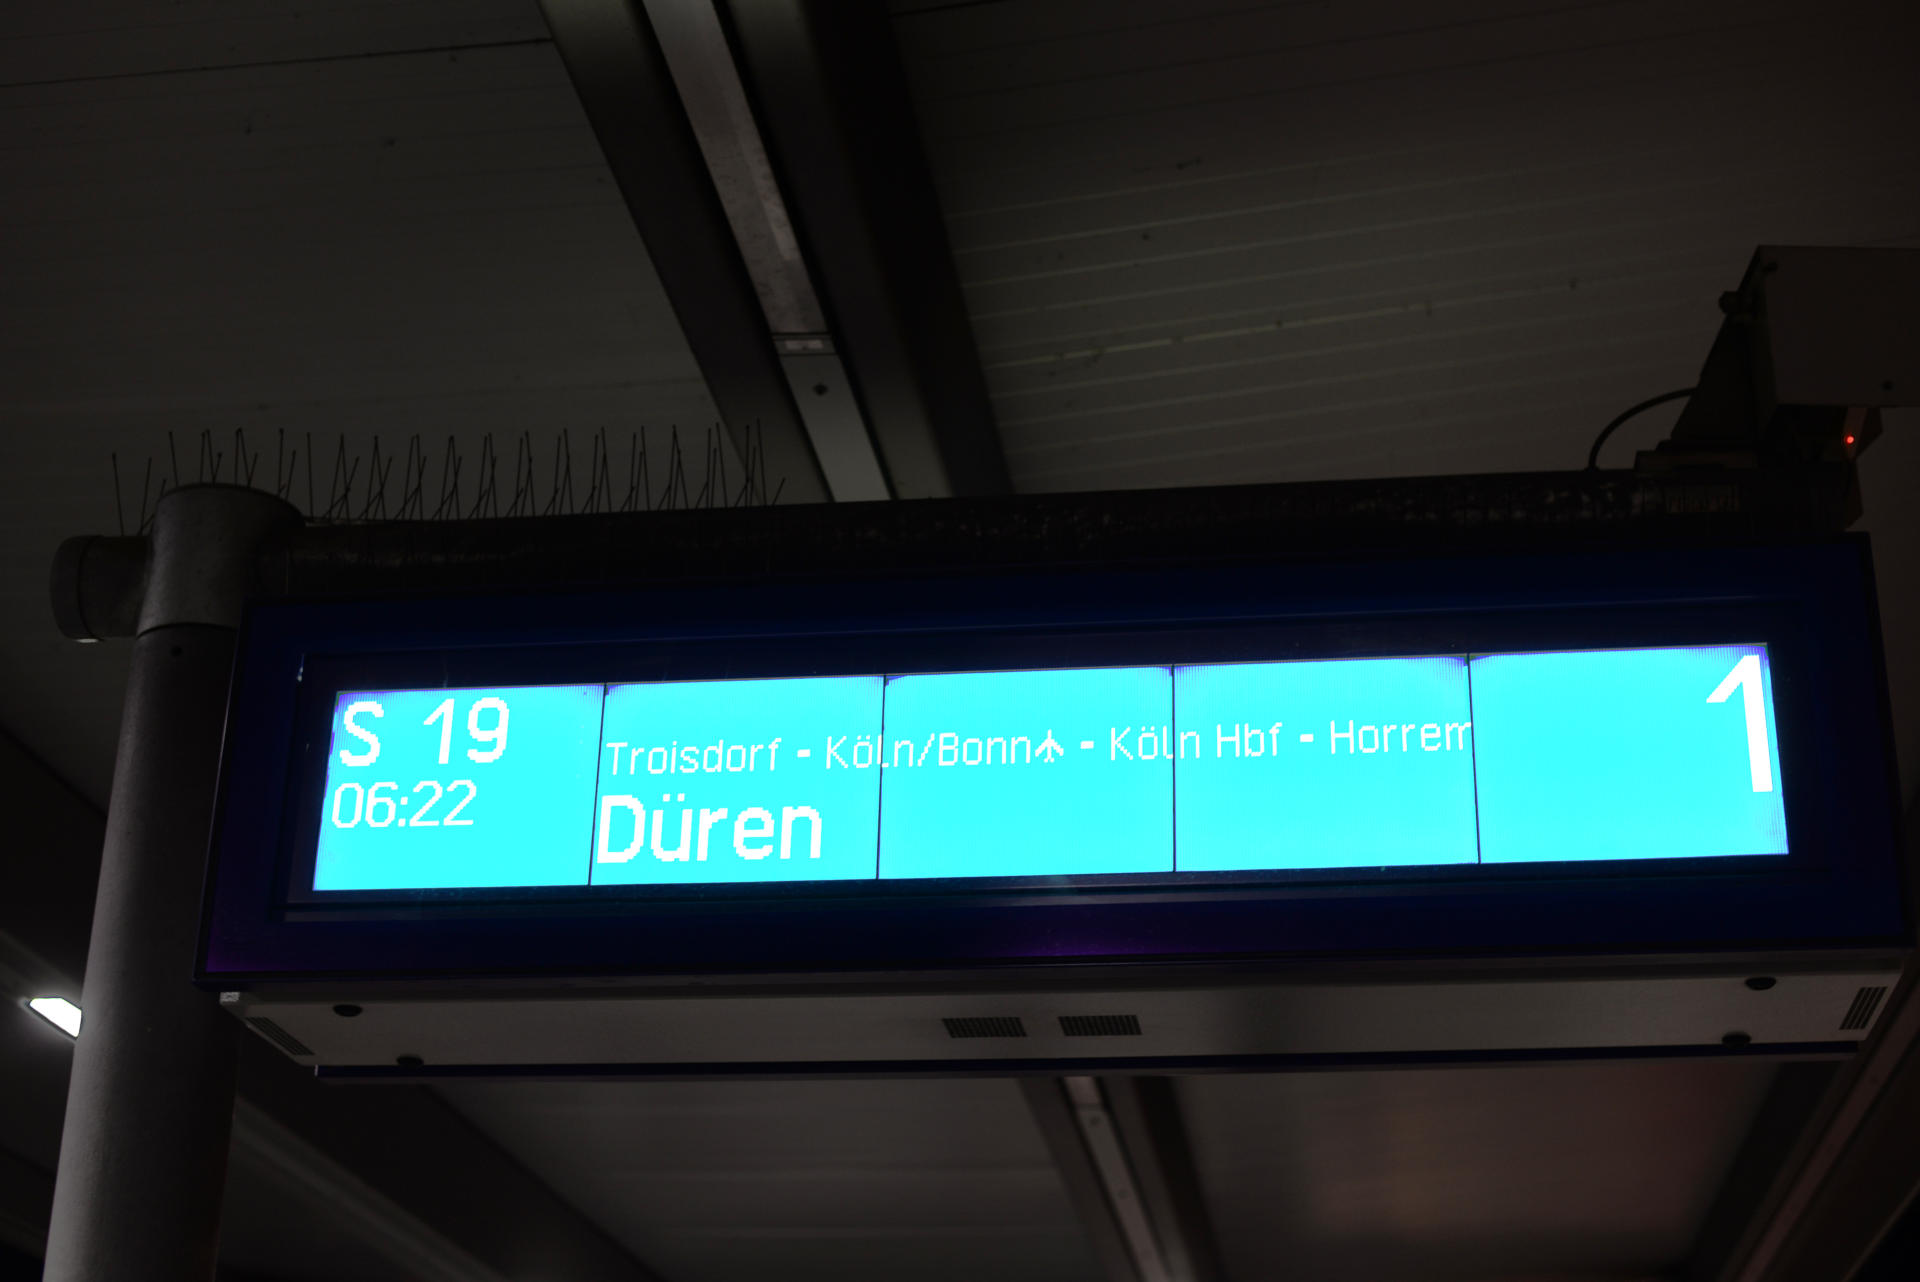 S 19
06:22
Troisdorf - Köln/Bonn✈ - Köln Hbf - Horrem
Düren
1